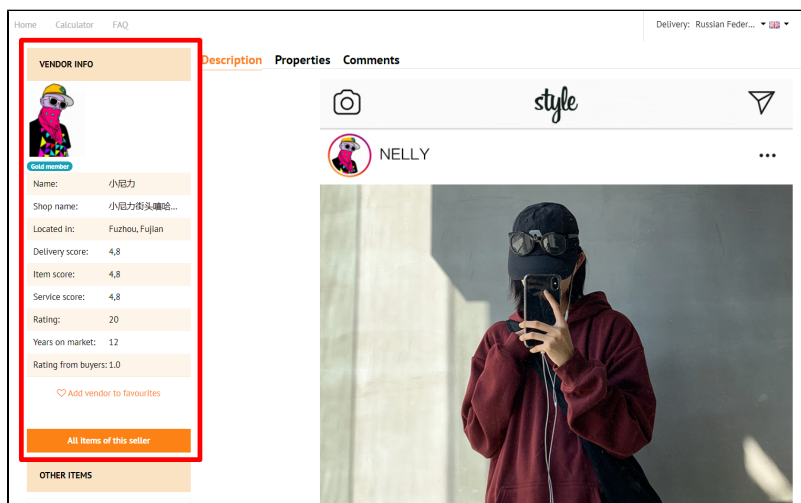 Home Calculator FAQ
Delivery: Russian Feder...
VENDOR INFO
Gold member
Name: 小尼力
Shop name: 小尼力街头嘻哈...
Located in: Fuzhou, Fujian
Delivery score: 4,8
Item score: 4,8
Service score: 4,8
Rating: 20
Years on market: 12
Rating from buyers: 1.0
Add vendor to favourites
All items of this seller
OTHER ITEMS
Description Properties Comments
style
NELLY